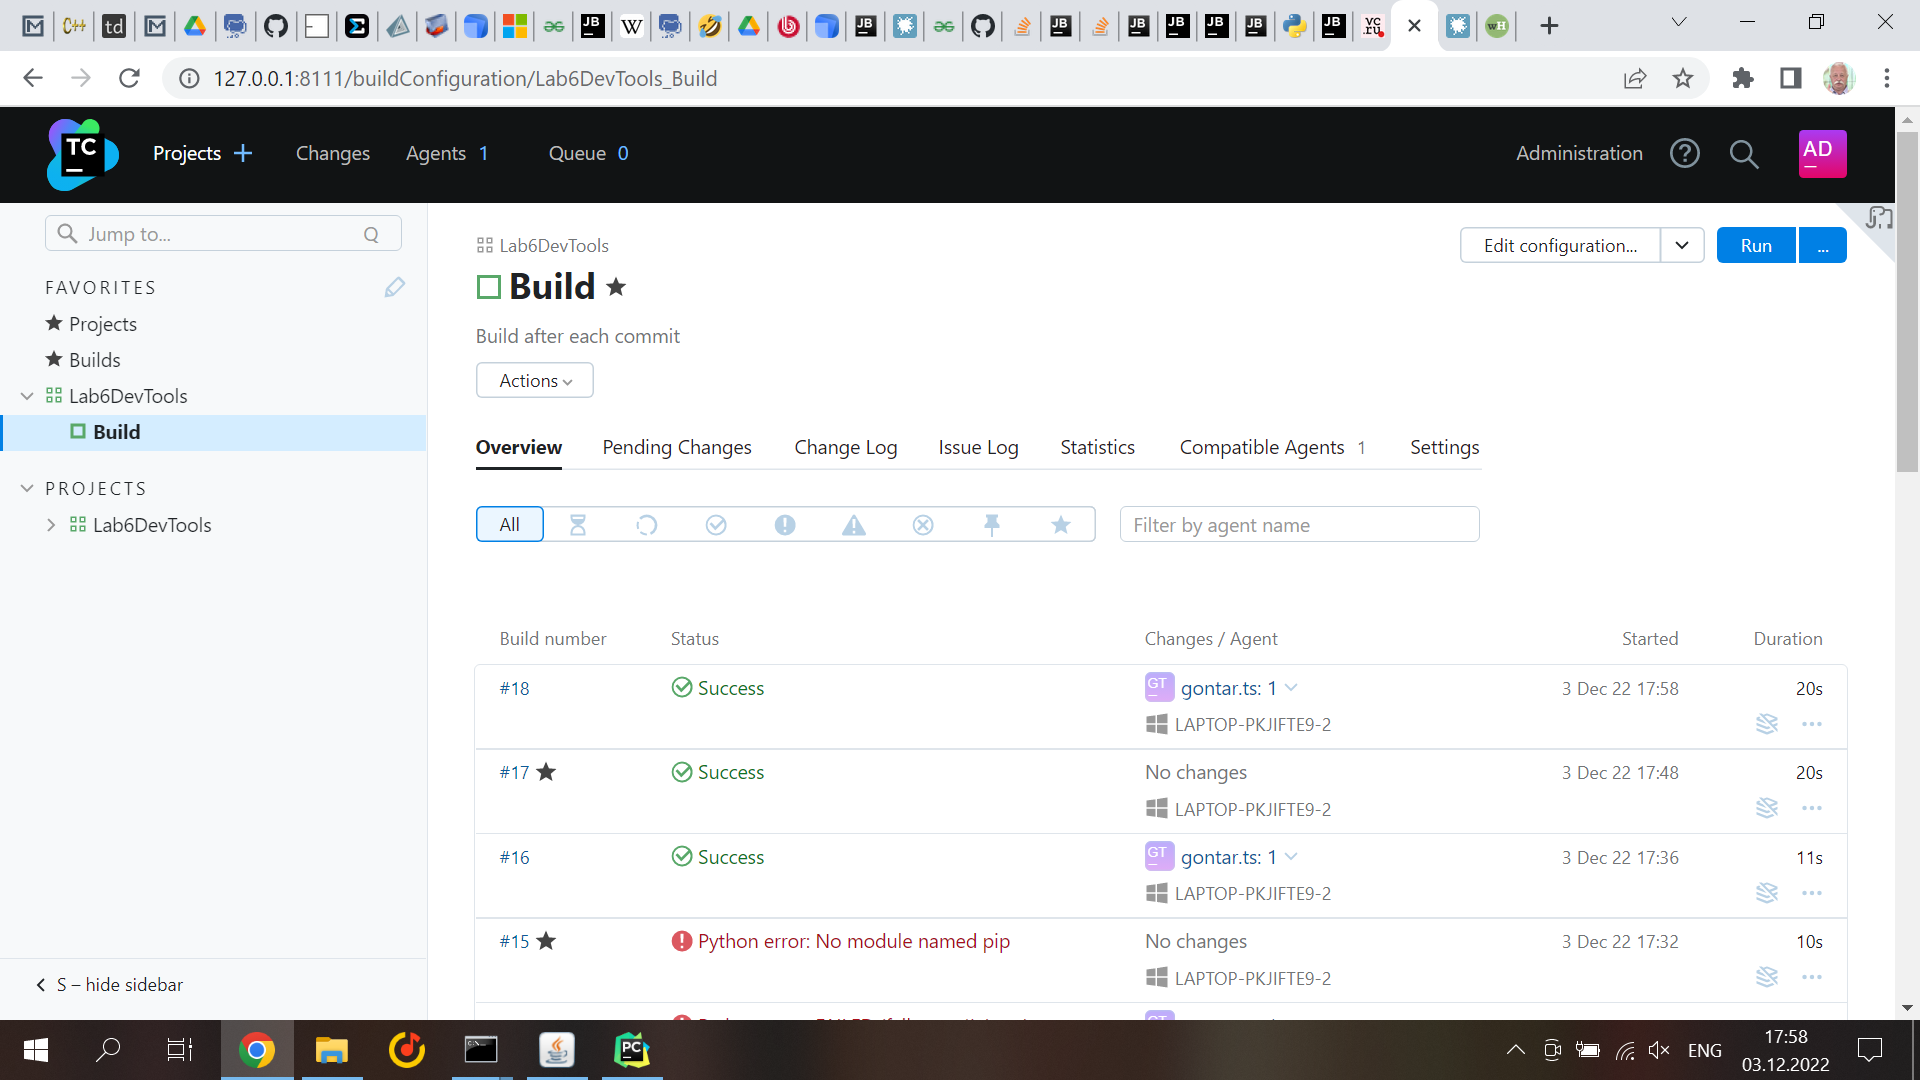 127.0.0.1:8111/buildConfiguration/Lab6DevTools_Build
TC
Projects
Changes
Agents 1
Queue 0
Administration
AD
Jump to...
Q
FAVORITES
Projects
Builds
Lab6DevTools
Build
PROJECTS
Lab6DevTools
S – hide sidebar
Lab6DevTools
Edit configuration...
Run
...
Build
Build after each commit
Actions
Overview
Pending Changes
Change Log
Issue Log
Statistics
Compatible Agents 1
Settings
All
Filter by agent name
Build number
Status
Changes / Agent
Started
Duration
#18
Success
GT
gontar.ts: 1
3 Dec 22 17:58
20s
LAPTOP-PKJIFTE9-2
#17
Success
No changes
3 Dec 22 17:48
20s
LAPTOP-PKJIFTE9-2
#16
Success
GT
gontar.ts: 1
3 Dec 22 17:36
11s
LAPTOP-PKJIFTE9-2
#15
Python error: No module named pip
No changes
3 Dec 22 17:32
10s
LAPTOP-PKJIFTE9-2
PC
ENG
17:58
03.12.2022